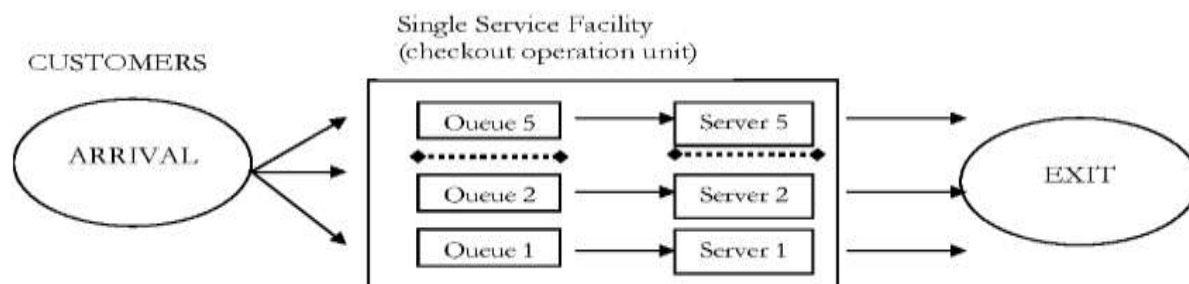 Single Service Facility
(checkout operation unit)
CUSTOMERS
ARRIVAL
Queue 5
Server 5
Queue 2
Server 2
Queue 1
Server 1
EXIT